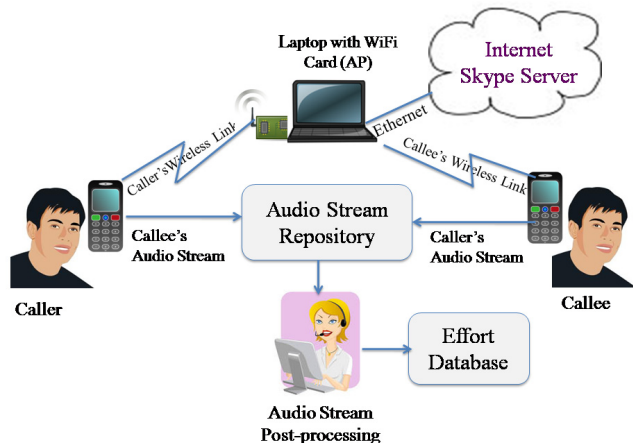 Laptop with WiFi
Card (AP)
Internet
Skype Server
Ethernet
Caller'sWireless Link
Callee's Wireless Link
Audio Stream
Repository
Callee's
Audio Stream
Caller's
Audio Stream
Caller
Callee
Effort
Database
Audio Stream
Post-processing